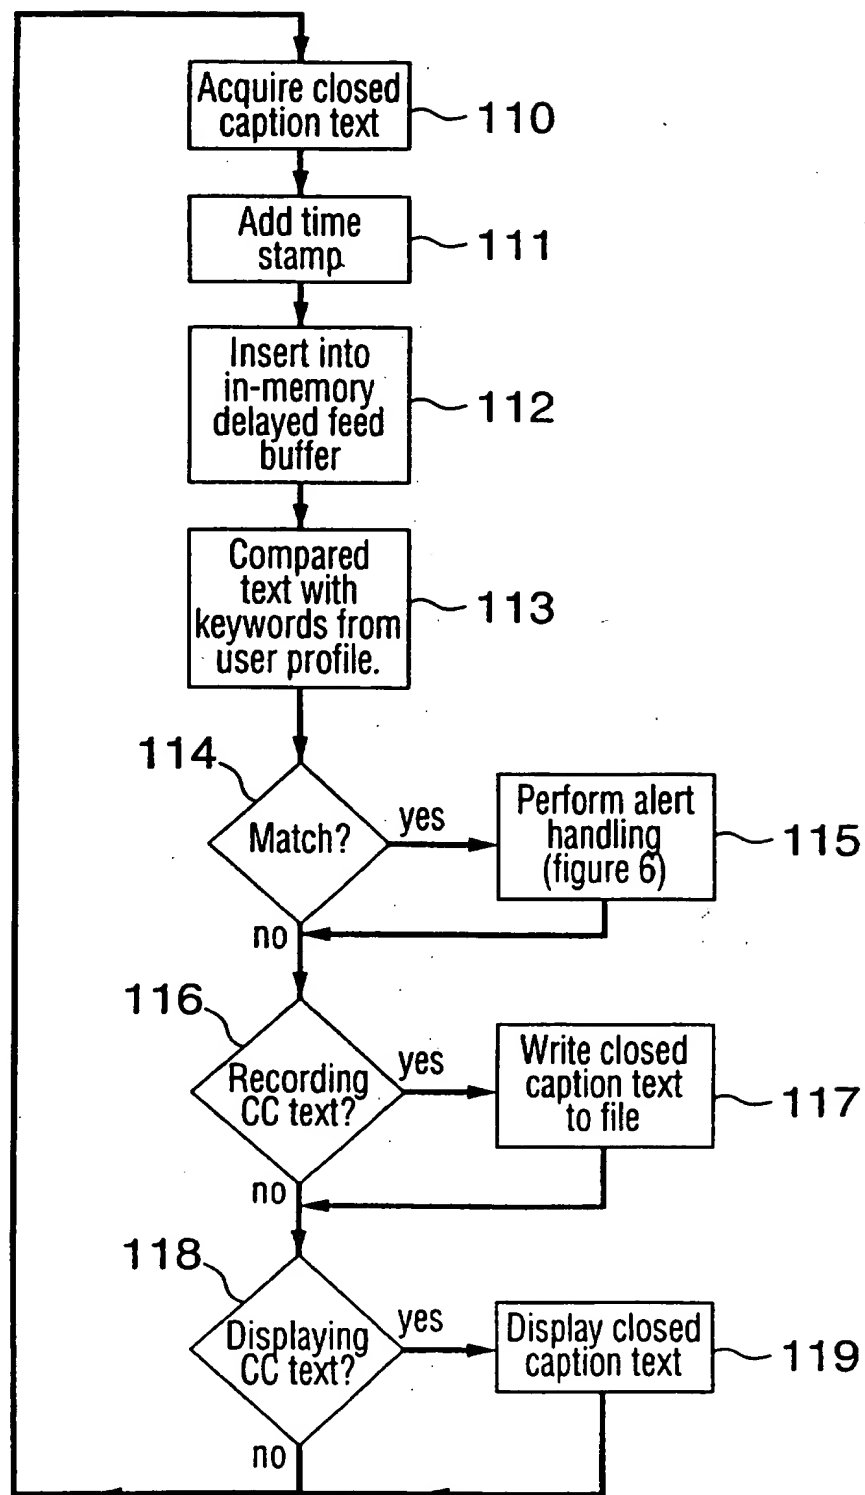 Acquire closed
caption text
110
Add time
stamp
111
Insert into
in-memory
delayed feed
buffer
112
Compared
text with
keywords from
user profile.
113
114
Match?
yes
Perform alert
handling
(figure 6)
115
no
116
Recording
CC text?
yes
Write closed
caption text
to file
117
no
118
Displaying
CC text?
yes
Display closed
caption text
119
no